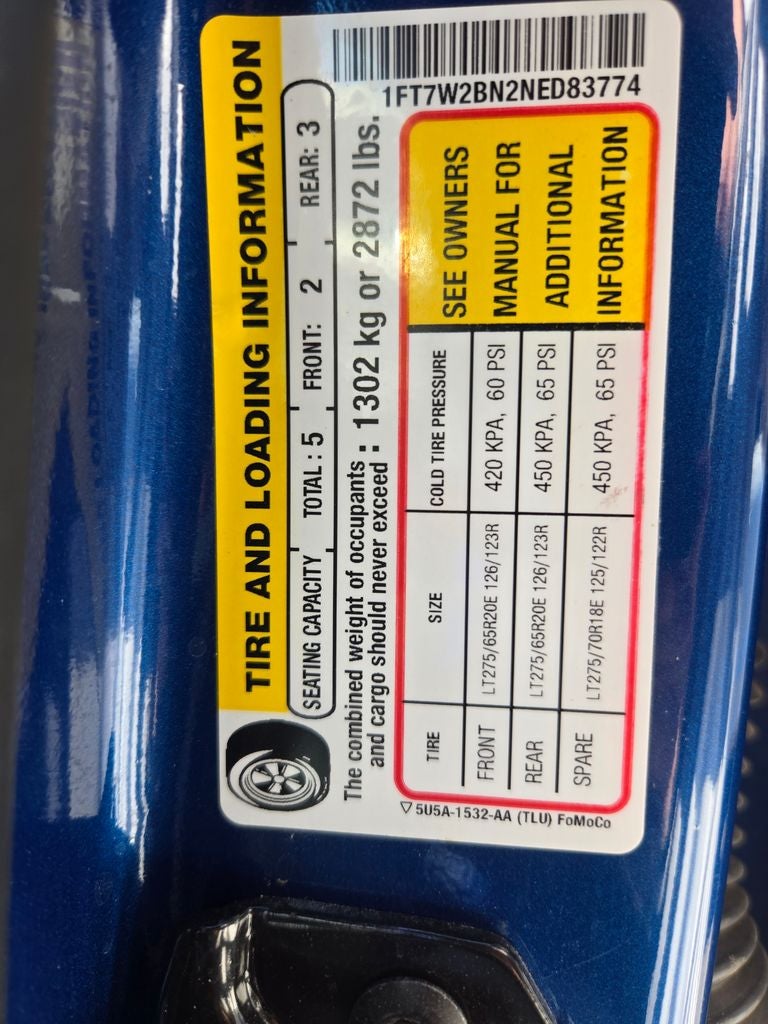 TIRE AND LOADING INFORMATION
SEATING CAPACITY TOTAL : 5 FRONT: 2 REAR: 3
The combined weight of occupants
and cargo should never exceed : 1302 kg or 2872 lbs.
1FT7W2BN2NED83774
TIRE SIZE COLD TIRE PRESSURE
FRONT LT275/65R20E 126/123R 420 KPA, 60 PSI
REAR LT275/65R20E 126/123R 450 KPA, 65 PSI
SPARE LT275/70R18E 125/122R 450 KPA, 65 PSI
SEE OWNERS
MANUAL FOR
ADDITIONAL
INFORMATION
5U5A-1532-AA (TLU) FoMoCo